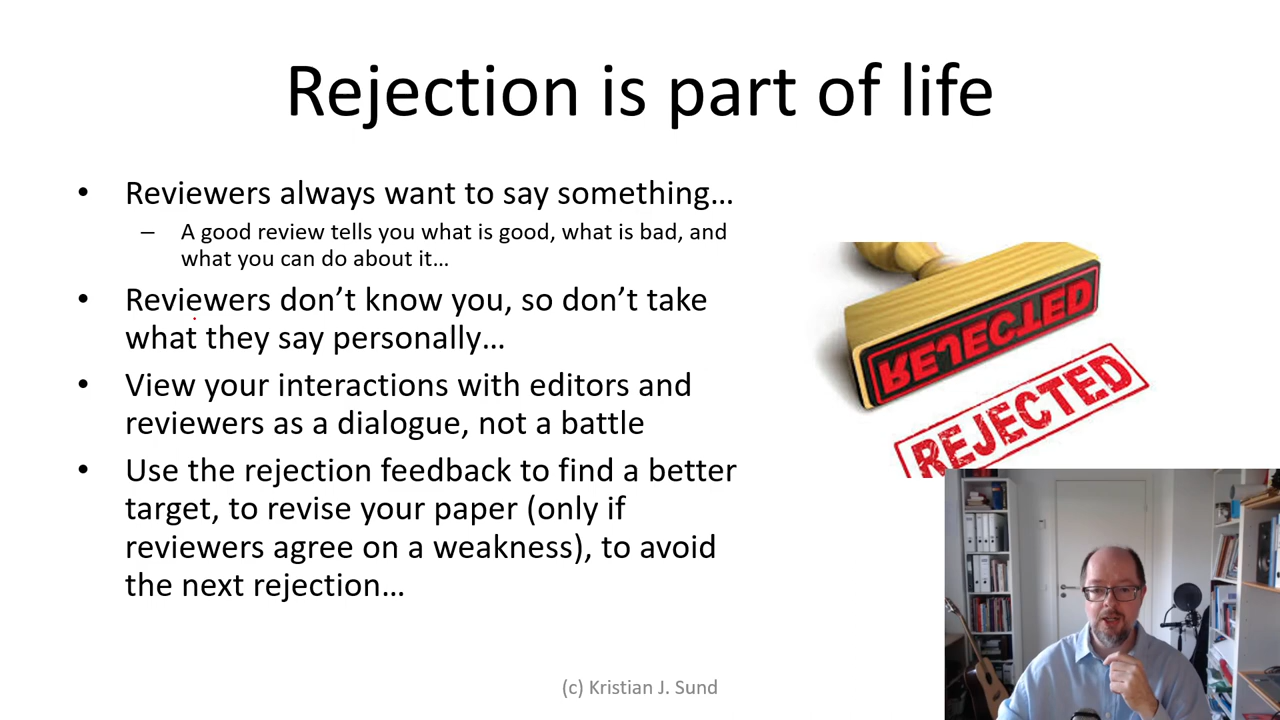 Rejection is part of life
• Reviewers always want to say something…
– A good review tells you what is good, what is bad, and
what you can do about it…
• Reviewers don’t know you, so don’t take
what they say personally…
• View your interactions with editors and
reviewers as a dialogue, not a battle
• Use the rejection feedback to find a better
target, to revise your paper (only if
reviewers agree on a weakness), to avoid
the next rejection…
REJECTED
REJECTED
(c) Kristian J. Sund